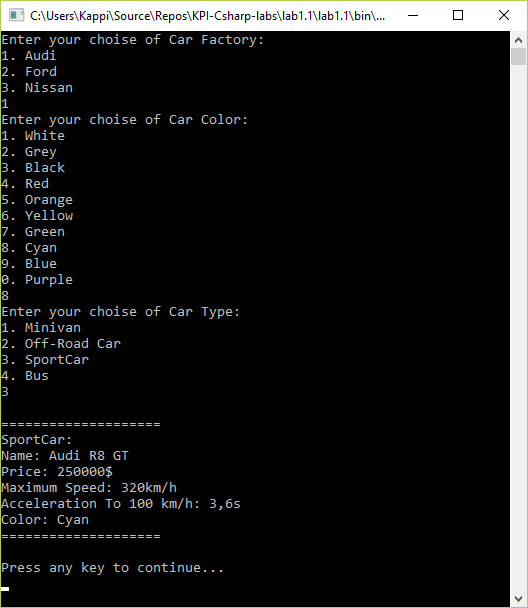 C:\Users\Kappi\Source\Repos\KPI-Csharp-labs\lab1.1\lab1.1\bin\...
Enter your choise of Car Factory:
1. Audi
2. Ford
3. Nissan
1
Enter your choise of Car Color:
1. White
2. Grey
3. Black
4. Red
5. Orange
6. Yellow
7. Green
8. Cyan
9. Blue
0. Purple
8
Enter your choise of Car Type:
1. Minivan
2. Off-Road Car
3. SportCar
4. Bus
3
====================
SportCar:
Name: Audi R8 GT
Price: 250000$
Maximum Speed: 320km/h
Acceleration To 100 km/h: 3,6s
Color: Cyan
====================
Press any key to continue...